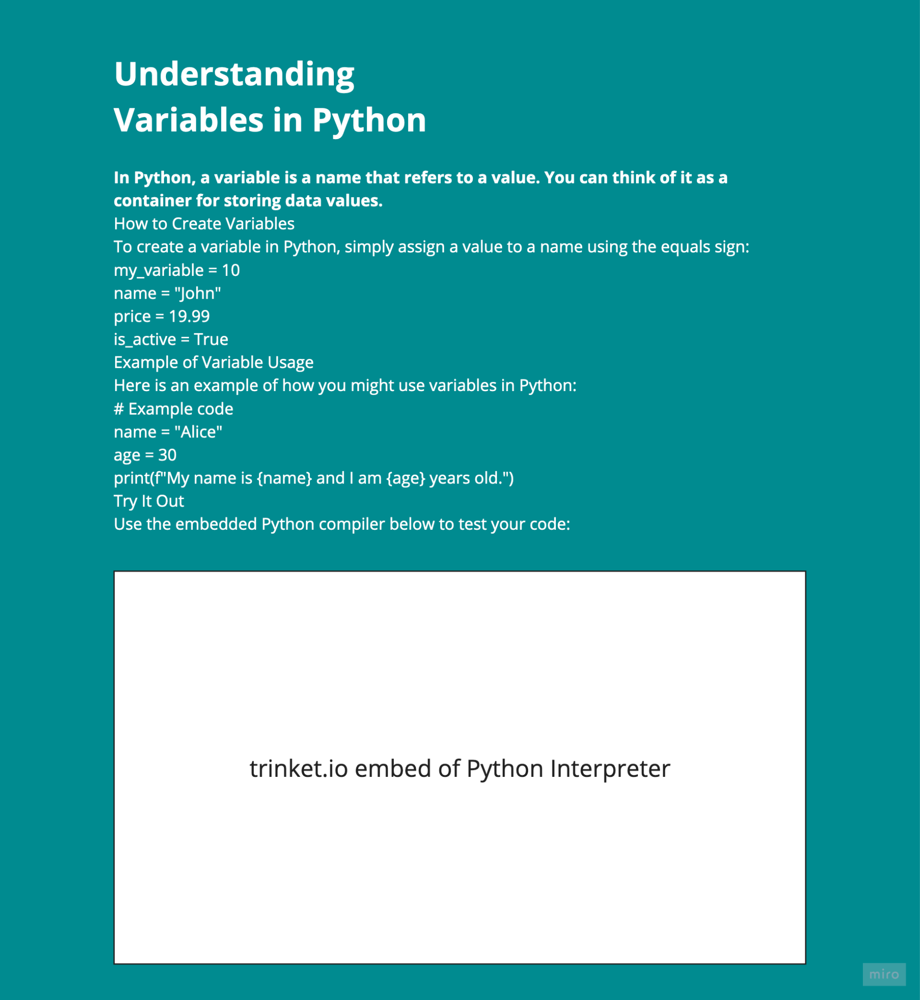 Understanding
Variables in Python
In Python, a variable is a name that refers to a value. You can think of it as a
container for storing data values.
How to Create Variables
To create a variable in Python, simply assign a value to a name using the equals sign:
my_variable = 10
name = "John"
price = 19.99
is_active = True
Example of Variable Usage
Here is an example of how you might use variables in Python:
# Example code
name = "Alice"
age = 30
print(f"My name is {name} and I am {age} years old.")
Try It Out
Use the embedded Python compiler below to test your code:
trinket.io embed of Python Interpreter
miro